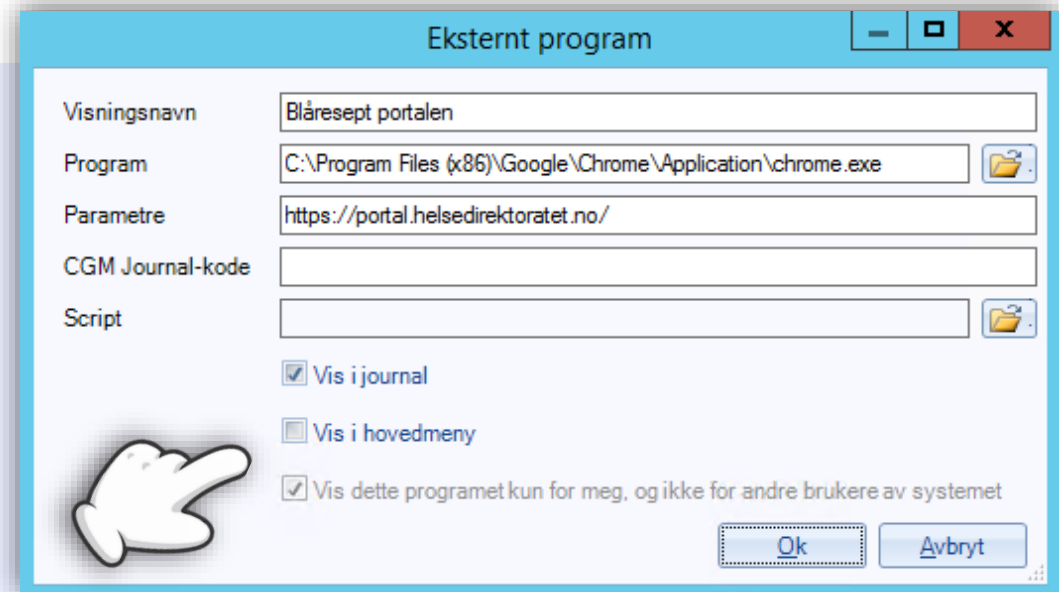 Eksternt program
Visningsnavn Blåresept portalen
Program C:\Program Files (x86)\Google\Chrome\Application\chrome.exe
Parametre https://portal.helsedirektoratet.no/
CGM Journal-kode
Script
Vis i journal
Vis i hovedmeny
Vis dette programet kun for meg, og ikke for andre brukere av systemet
Ok Avbryt